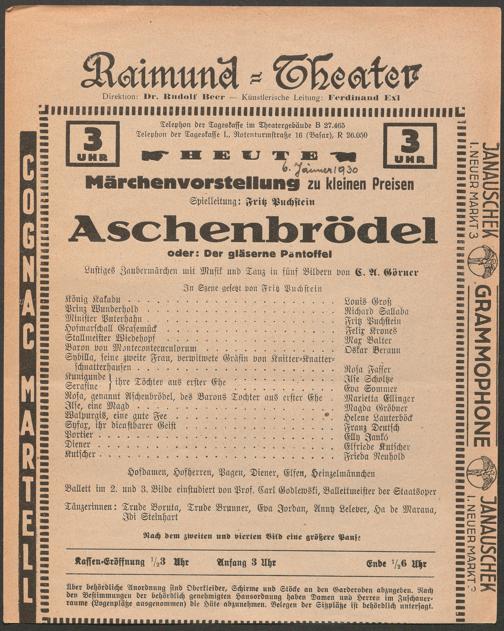 Raimund-Theater
Direktion: Dr. Rudolf Beer — Künstlerische Leitung: Ferdinand Exl
3 UHR
Telephon der Tageskasse im Theatergebäude B 27.465
Telephon der Tageskasse I., Rotenturmstraße 16 (Basar), R 26.050
3 UHR
HEUTE
6. Jänner 1930
Märchenvorstellung zu kleinen Preisen
Spielleitung: Fritz Puchstein
Aschenbrödel
oder: Der gläserne Pantoffel
Lustiges Zaubermärchen mit Musik und Tanz in fünf Bildern von C. A. Görner
In Szene gesetzt von Fritz Puchstein
König Kakadu . . . Louis Groß
Prinz Wunderhold . . . Richard Sallaba
Minister Puterhahn . . . Fritz Puchstein
Hofmarschall Grasemück . . . Felix Krones
Stallmeister Wiedehopf . . . Max Walter
Baron von Montecontecuculorum . . . Oskar Beraun
Sybilla, seine zweite Frau, verwitwete Gräfin von Knitter-Knatter-
schnatterhausen . . . Rosa Fasser
Kunigunde } ihre Töchter aus erster Ehe . . . Ilse Scholtze
Serafine . . . Eva Sommer
Rosa, genannt Aschenbrödel, des Barons Tochter aus erster Ehe . . . Marietta Ellinger
Ilse, eine Magd . . . Magda Gröbner
Walpurgis, eine gute Fee . . . Helene Lauterböck
Syfax, ihr dienstbarer Geist . . . Franz Deutsch
Portier . . . Elly Jankó
Diener . . . Elfriede Kutscher
Kutscher . . . Frieda Neuhold
Hofdamen, Hofherren, Pagen, Diener, Elfen, Heinzelmännchen
Ballett im 2. und 3. Bilde einstudiert von Prof. Carl Godlewski, Ballettmeister der Staatsoper
Tänzerinnen: Trude Boruta, Trude Brunner, Eva Jordan, Anny Leleper, Ha de Marana,
Idi Steinhart
Nach dem zweiten und vierten Bild eine größere Pause
Kassen-Eröffnung ½3 Uhr Anfang 3 Uhr Ende ½6 Uhr
Über behördliche Anordnung sind Oberkleider, Schirme und Stöcke an den Garderoben abzugeben. Nach
den Bestimmungen der behördlich genehmigten Hausordnung haben Damen und Herren im Zuschauer-
raume (Logenplätze ausgenommen) die Hüte abzunehmen. Belegen der Sitzplätze ist behördlich untersagt.
COGNAC MARTELL
JANAUSCHEK
I. NEUER MARKT 3
GRAMMOPHONE
JANAUSCHEK
I. NEUER MARKT 3